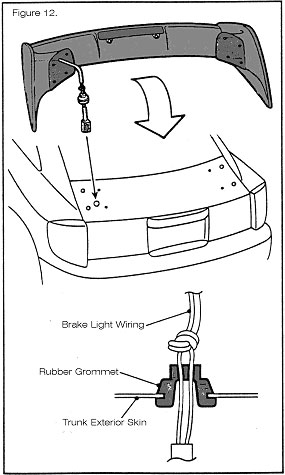 Figure 12.
Brake Light Wiring
Rubber Grommet
Trunk Exterior Skin